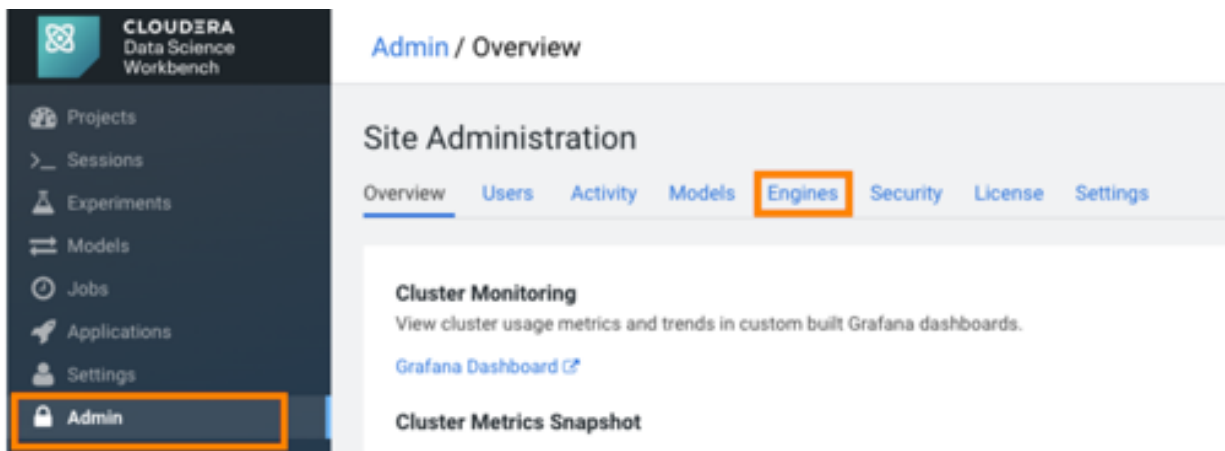 CLOUDERA
Data Science
Workbench
Projects
Sessions
Experiments
Models
Jobs
Applications
Settings
Admin
Admin / Overview
Site Administration
Overview Users Activity Models Engines Security License Settings
Cluster Monitoring
View cluster usage metrics and trends in custom built Grafana dashboards.
Grafana Dashboard
Cluster Metrics Snapshot